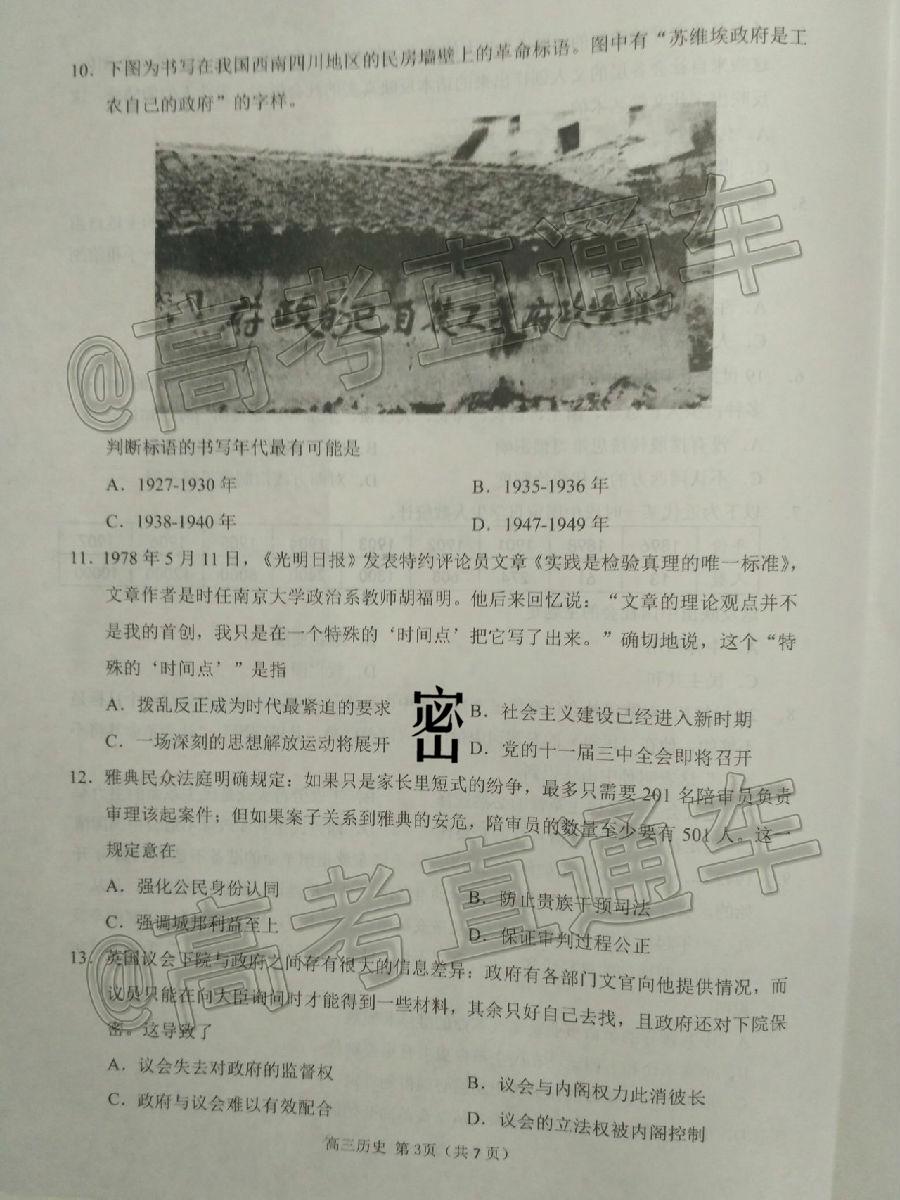 10. 下图为书写在我国西南四川地区的民房墙壁上的革命标语。图中有“苏维埃政府是工
农自己的政府”的字样。
府政的己自农工是府政埃维苏
判断标语的书写年代最有可能是
A. 1927-1930 年
B. 1935-1936 年
C. 1938-1940 年
D. 1947-1949 年
11. 1978 年 5 月 11 日，《光明日报》发表特约评论员文章《实践是检验真理的唯一标准》，
文章作者是时任南京大学政治系教师胡福明。他后来回忆说：“文章的理论观点并不
是我的首创，我只是在一个特殊的‘时间点’把它写了出来。”确切地说，这个“特
殊的‘时间点’”是指
A. 拨乱反正成为时代最紧迫的要求
B. 社会主义建设已经进入新时期
C. 一场深刻的思想解放运动将展开
D. 党的十一届三中全会即将召开
密
12. 雅典民众法庭明确规定：如果只是家长里短式的纷争，最多只需要 201 名陪审员负责
审理该起案件；但如果案子关系到雅典的安危，陪审员的数量至少要有 501 人。这一
规定意在
A. 强化公民身份认同
B. 防止贵族干预司法
C. 强调城邦利益至上
D. 保证审判过程公正
13. 英国议会下院与政府之间存有很大的信息差异：政府有各部门文官向他提供情况，而
议员只能在向大臣询问时才能得到一些材料，其余只好自己去找，且政府还对下院保
密。这导致了
A. 议会失去对政府的监督权
B. 议会与内阁权力此消彼长
C. 政府与议会难以有效配合
D. 议会的立法权被内阁控制
高三历史 第 3页（共 7 页）
@高考直通车
@高考直通车